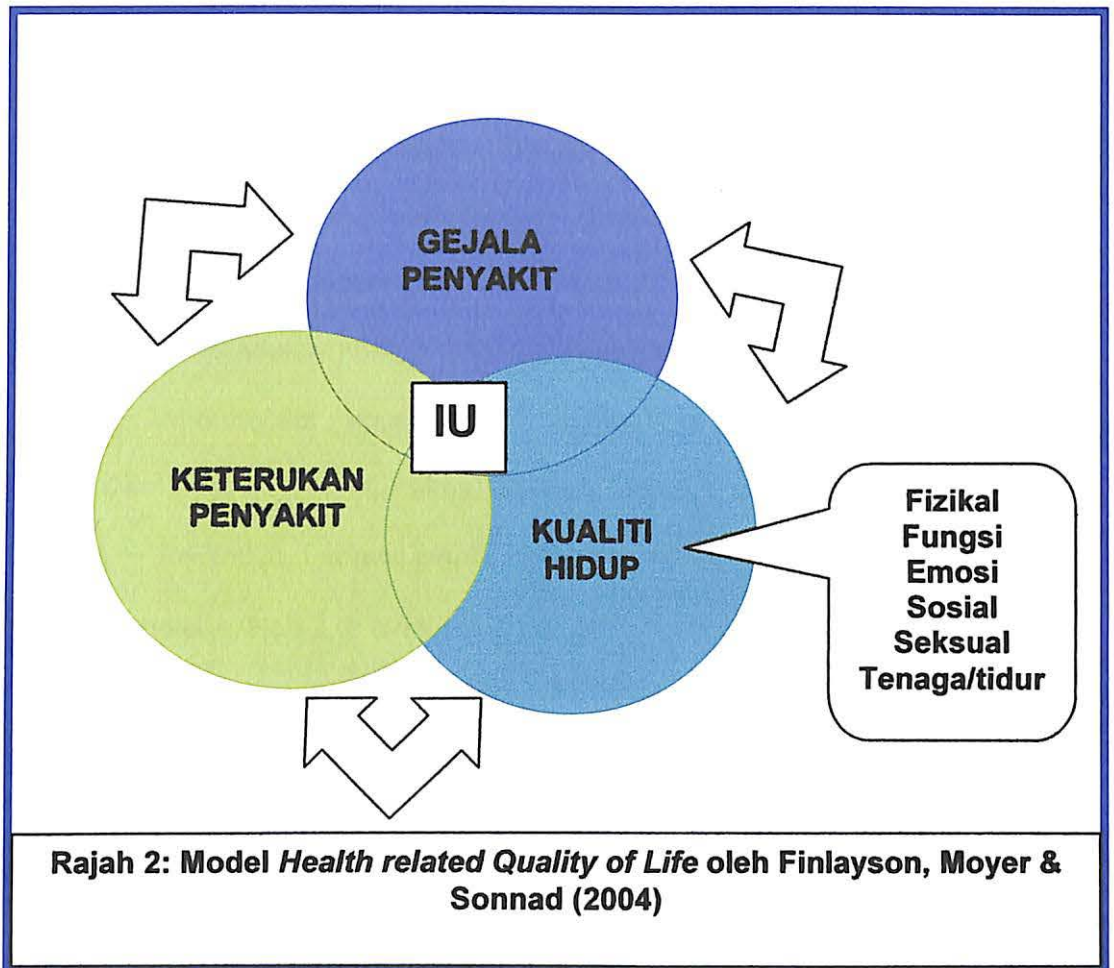 GEJALA
PENYAKIT
IU
KETERUKAN
PENYAKIT
KUALITI
HIDUP
Fizikal
Fungsi
Emosi
Sosial
Seksual
Tenaga/tidur
Rajah 2: Model Health related Quality of Life oleh Finlayson, Moyer &
Sonnad (2004)